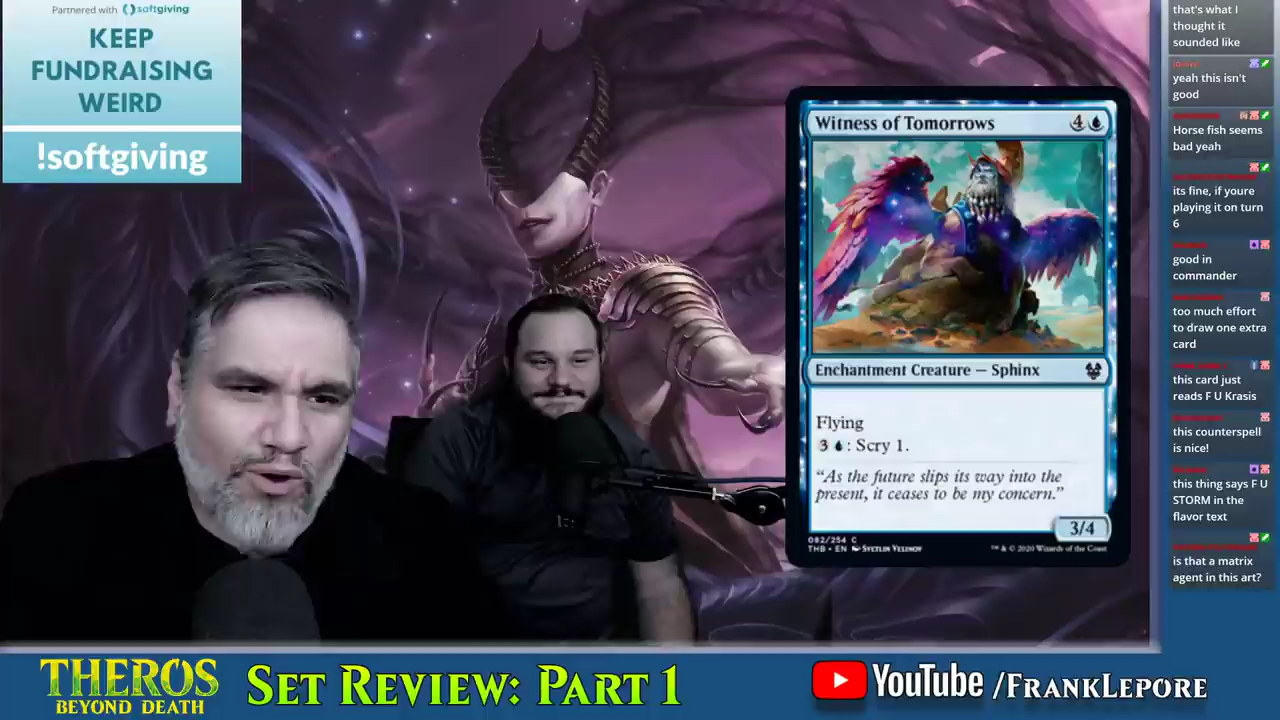 Partnered with softgiving
KEEP
FUNDRAISING
WEIRD
!softgiving
Witness of Tomorrows 4
Enchantment Creature — Sphinx
Flying
3 : Scry 1.
“As the future slips its way into the
present, it ceases to be my concern.”
3/4
082/254 C
THB • EN Svetlin Velinov
™ & © 2020 Wizards of the Coast
that's what I
thought it
sounded like
yeah this isn't
good
Horse fish seems
bad yeah
its fine, if youre
playing it on turn
6
good in
commander
too much effort
to draw one extra
card
this card just
reads F U Krasis
this counterspell
is nice!
this thing says F U
STORM in the
flavor text
is that a matrix
agent in this art?
THEROS
BEYOND DEATH
SET REVIEW: PART 1
YouTube /FRANKLEPORE